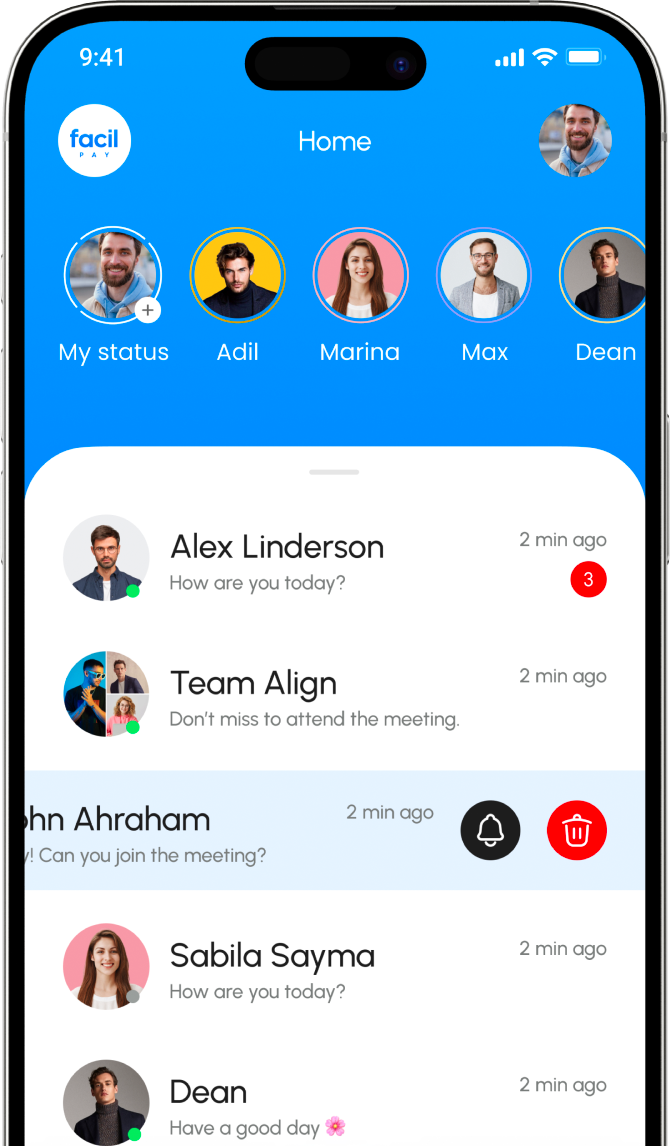 9:41
facil
PAY
Home
My status
Adil
Marina
Max
Dean
Alex Linderson
2 min ago
How are you today?
3
Team Align
2 min ago
Don't miss to attend the meeting.
ohn Ahraham
2 min ago
y! Can you join the meeting?
Sabila Sayma
2 min ago
How are you today?
Dean
2 min ago
Have a good day 🌸